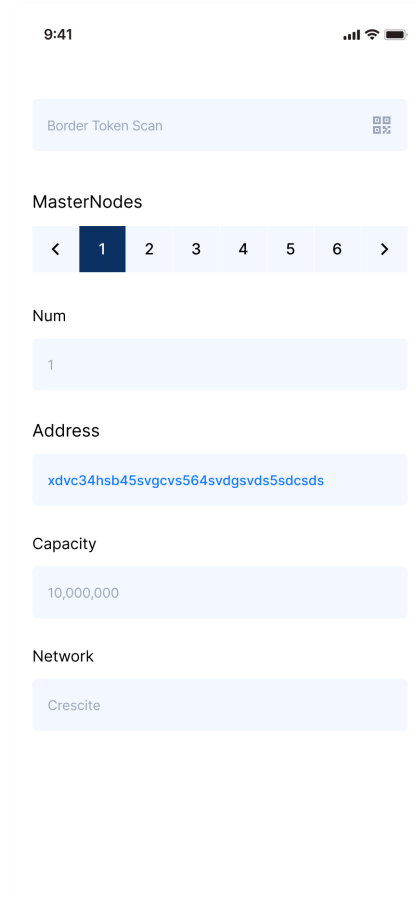 9:41
Border Token Scan
MasterNodes
1 2 3 4 5 6
Num
1
Address
xdvc34hsb45svgcvs564svdgsvds5sdcsds
Capacity
10,000,000
Network
Crescite